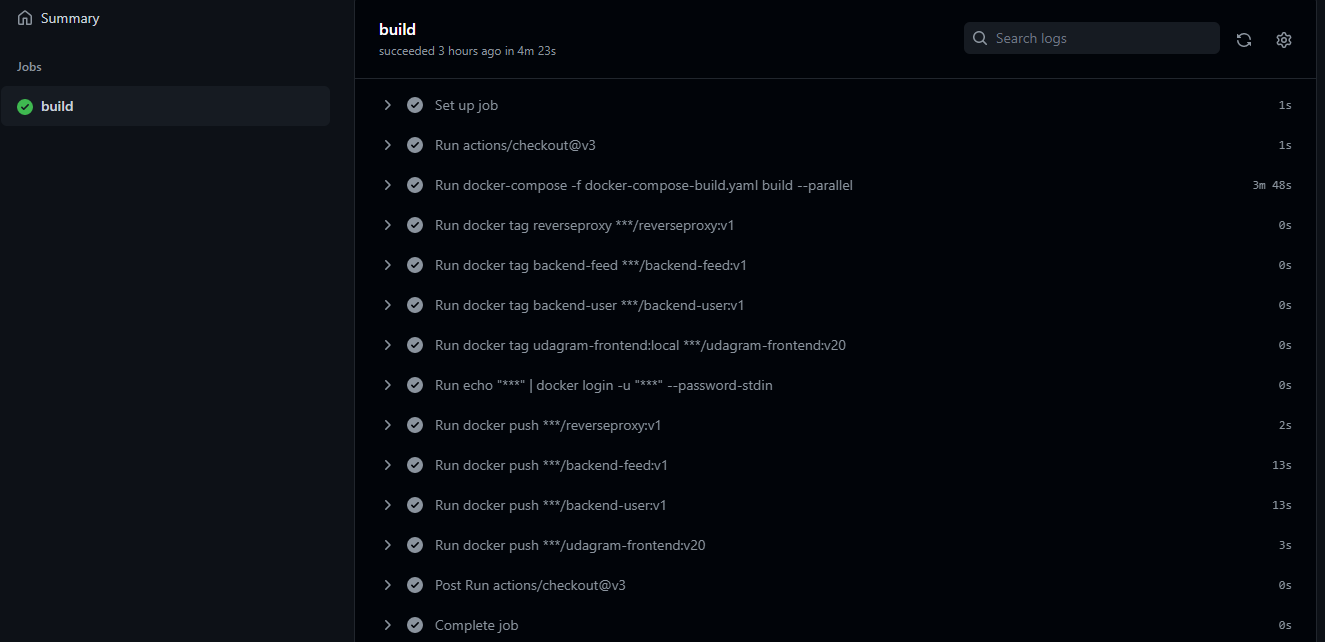 Summary
Jobs
build
build
succeeded 3 hours ago in 4m 23s
Search logs
Set up job 1s
Run actions/checkout@v3 1s
Run docker-compose -f docker-compose-build.yaml build --parallel 3m 48s
Run docker tag reverseproxy ***/reverseproxy:v1 0s
Run docker tag backend-feed ***/backend-feed:v1 0s
Run docker tag backend-user ***/backend-user:v1 0s
Run docker tag udagram-frontend:local ***/udagram-frontend:v20 0s
Run echo "***" | docker login -u "***" --password-stdin 0s
Run docker push ***/reverseproxy:v1 2s
Run docker push ***/backend-feed:v1 13s
Run docker push ***/backend-user:v1 13s
Run docker push ***/udagram-frontend:v20 3s
Post Run actions/checkout@v3 0s
Complete job 0s